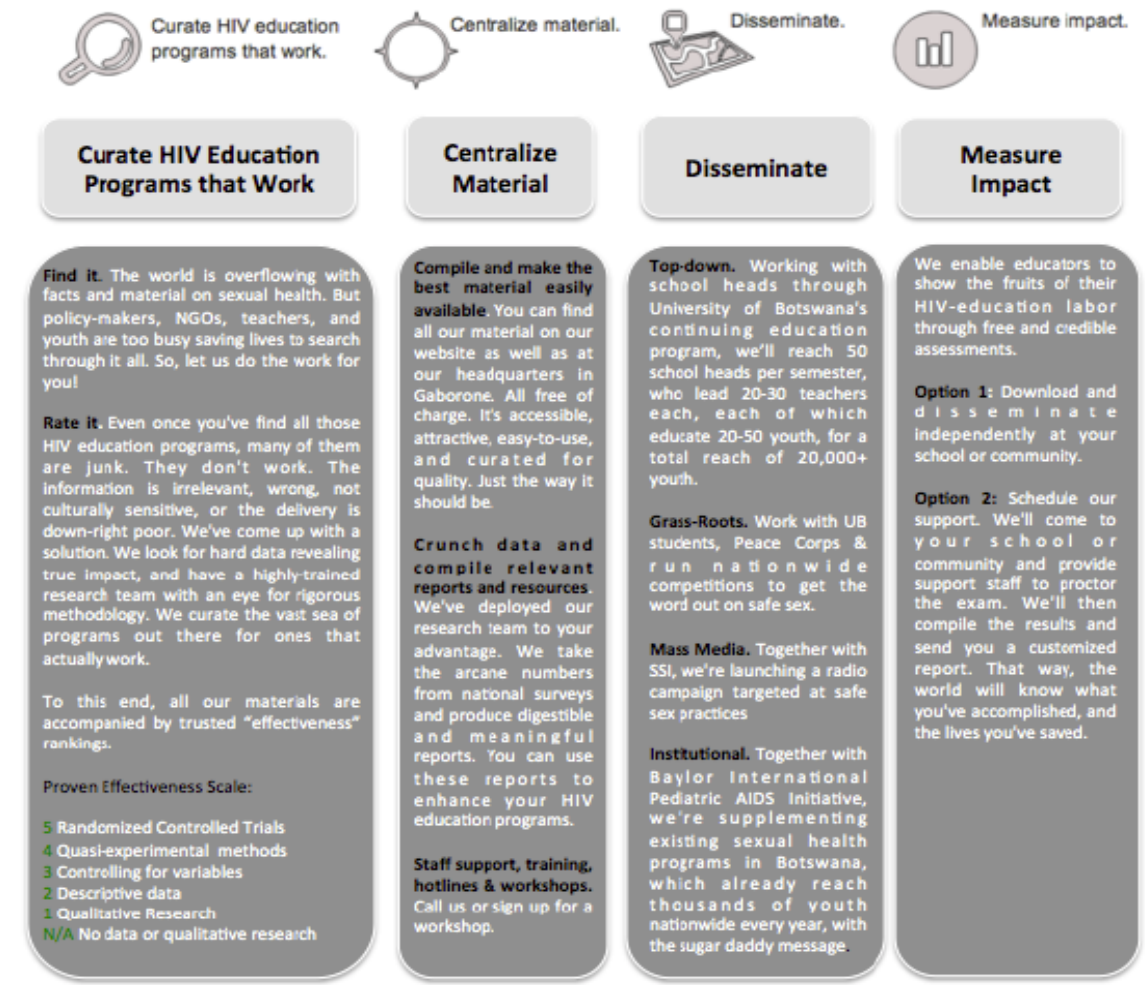 Curate HIV education
programs that work.
Centralize material.
Disseminate.
Measure impact.
Curate HIV Education
Programs that Work
Find it. The world is overflowing with
facts and material on sexual health. But
policy-makers, NGOs, teachers, and
youth are too busy saving lives to search
through it all. So, let us do the work for
you!
Rate it. Even once you've find all those
HIV education programs, many of them
are junk. They don't work. The
information is irrelevant, wrong, not
culturally sensitive, or the delivery is
down-right poor. We've come up with a
solution. We look for hard data revealing
true impact, and have a highly-trained
research team with an eye for rigorous
methodology. We curate the vast sea of
programs out there for ones that
actually work.
To this end, all our materials are
accompanied by trusted “effectiveness”
rankings.
Proven Effectiveness Scale:
5 Randomized Controlled Trials
4 Quasi-experimental methods
3 Controlling for variables
2 Descriptive data
1 Qualitative Research
N/A No data or qualitative research
Centralize
Material
Compile and make the
best material easily
available. You can find
all our material on our
website as well as at
our headquarters in
Gaborone. All free of
charge. It's accessible,
attractive, easy-to-use,
and curated for
quality. Just the way it
should be.
Crunch data and
compile relevant
reports and resources.
We've deployed our
research team to your
advantage. We take
the arcane numbers
from national surveys
and produce digestible
and meaningful
reports. You can use
these reports to
enhance your HIV
education programs.
Staff support, training,
hotlines & workshops.
Call us or sign up for a
workshop.
Disseminate
Top-down. Working with
school heads through
University of Botswana's
continuing education
program, we'll reach 50
school heads per semester,
who lead 20-30 teachers
each, each of which
educate 20-50 youth, for a
total reach of 20,000+
youth.
Grass-Roots. Work with UB
students, Peace Corps &
run nationwide
competitions to get the
word out on safe sex.
Mass Media. Together with
SSI, we're launching a radio
campaign targeted at safe
sex practices
Institutional. Together with
Baylor International
Pediatric AIDS Initiative,
we're supplementing
existing sexual health
programs in Botswana,
which already reach
thousands of youth
nationwide every year, with
the sugar daddy message.
Measure
Impact
We enable educators to
show the fruits of their
HIV-education labor
through free and credible
assessments.
Option 1: Download and
disseminate
independently at your
school or community.
Option 2: Schedule our
support. We'll come to
your school or
community and provide
support staff to proctor
the exam. We'll then
compile the results and
send you a customized
report. That way, the
world will know what
you've accomplished, and
the lives you've saved.